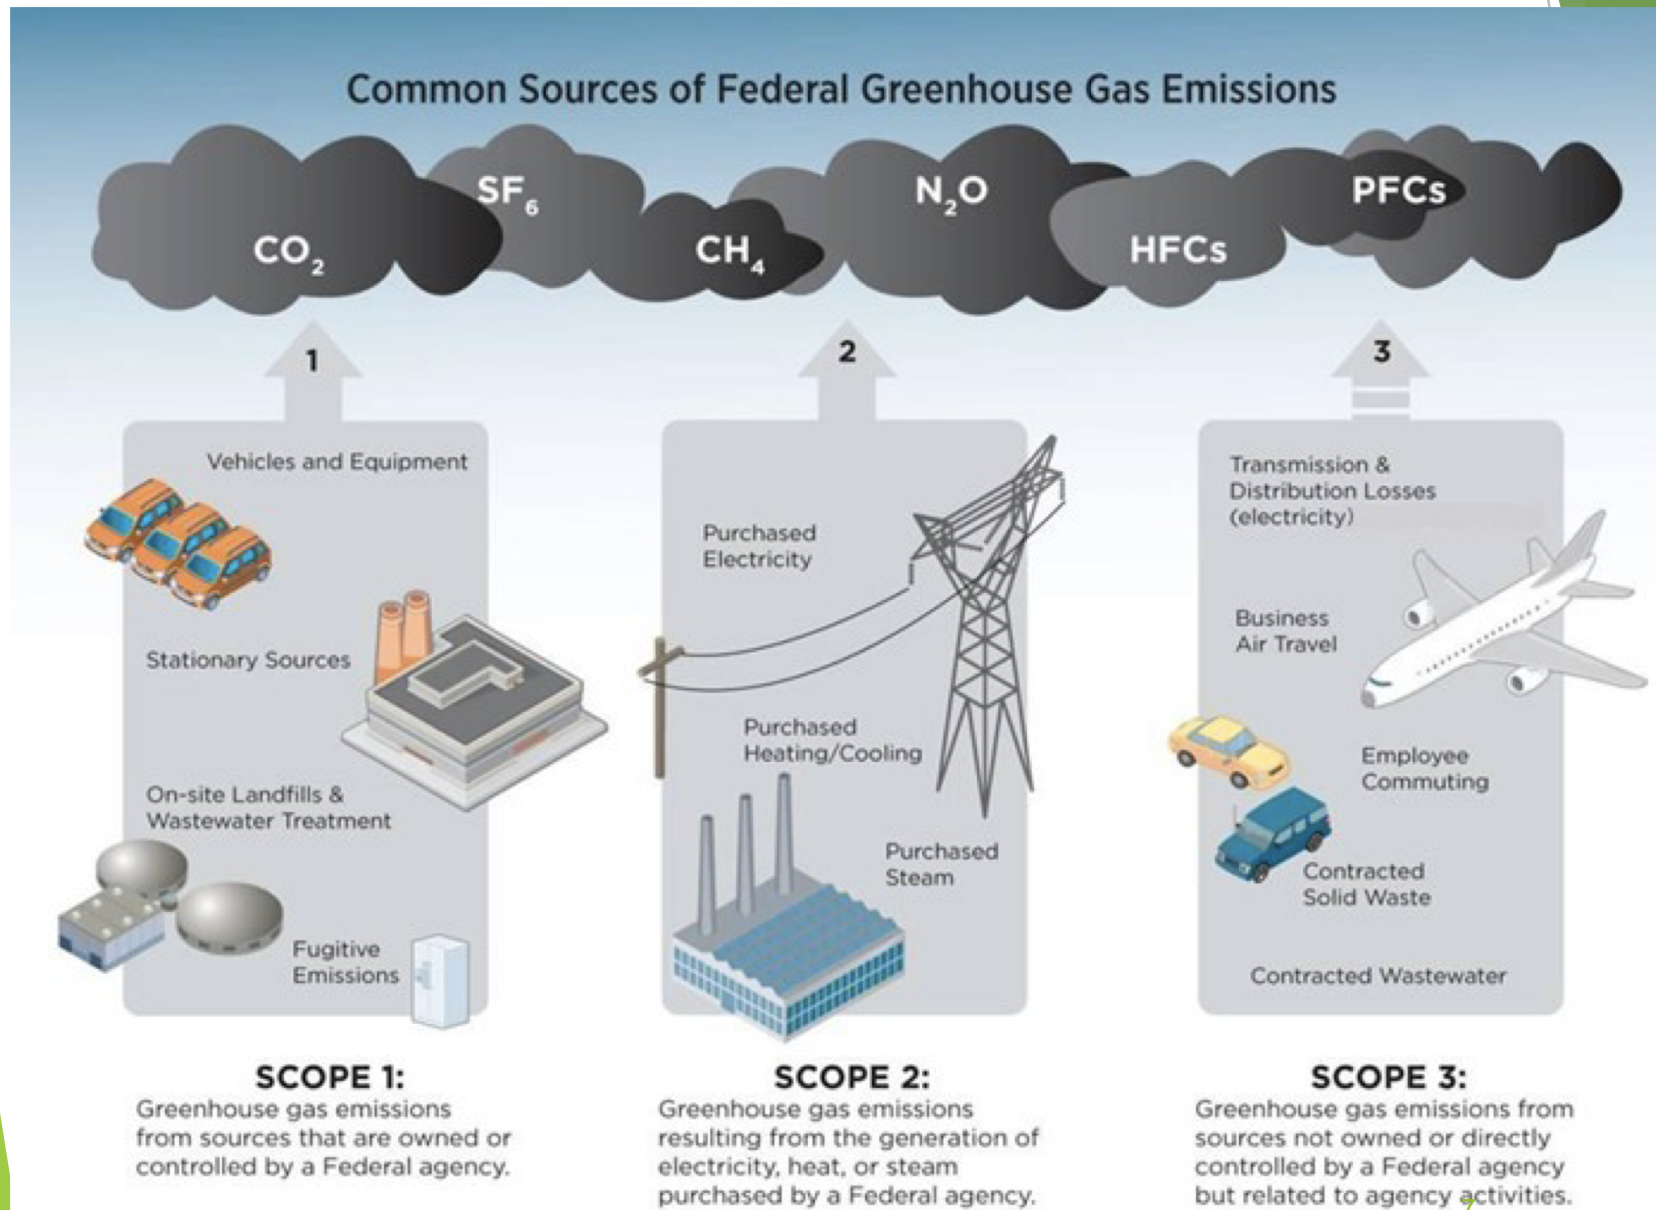 Common Sources of Federal Greenhouse Gas Emissions
CO2
SF6
CH4
N2O
HFCs
PFCs
1
Vehicles and Equipment
Stationary Sources
On-site Landfills &
Wastewater Treatment
Fugitive
Emissions
SCOPE 1:
Greenhouse gas emissions
from sources that are owned or
controlled by a Federal agency.
2
Purchased
Electricity
Purchased
Heating/Cooling
Purchased
Steam
SCOPE 2:
Greenhouse gas emissions
resulting from the generation of
electricity, heat, or steam
purchased by a Federal agency.
3
Transmission &
Distribution Losses
(electricity)
Business
Air Travel
Employee
Commuting
Contracted
Solid Waste
Contracted Wastewater
SCOPE 3:
Greenhouse gas emissions from
sources not owned or directly
controlled by a Federal agency
but related to agency activities.
7